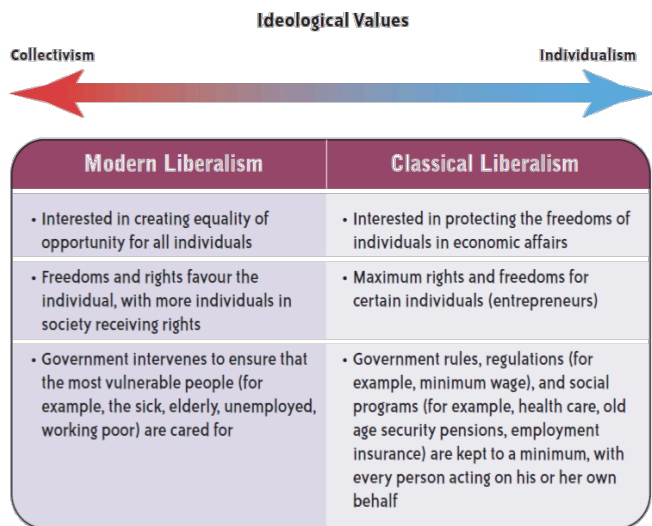 Ideological Values
Collectivism
Individualism
Modern Liberalism
Classical Liberalism
• Interested in creating equality of
opportunity for all individuals
• Interested in protecting the freedoms of
individuals in economic affairs
• Freedoms and rights favour the
individual, with more individuals in
society receiving rights
• Maximum rights and freedoms for
certain individuals (entrepreneurs)
• Government intervenes to ensure that
the most vulnerable people (for
example, the sick, elderly, unemployed,
working poor) are cared for
• Government rules, regulations (for
example, minimum wage), and social
programs (for example, health care, old
age security pensions, employment
insurance) are kept to a minimum, with
every person acting on his or her own
behalf